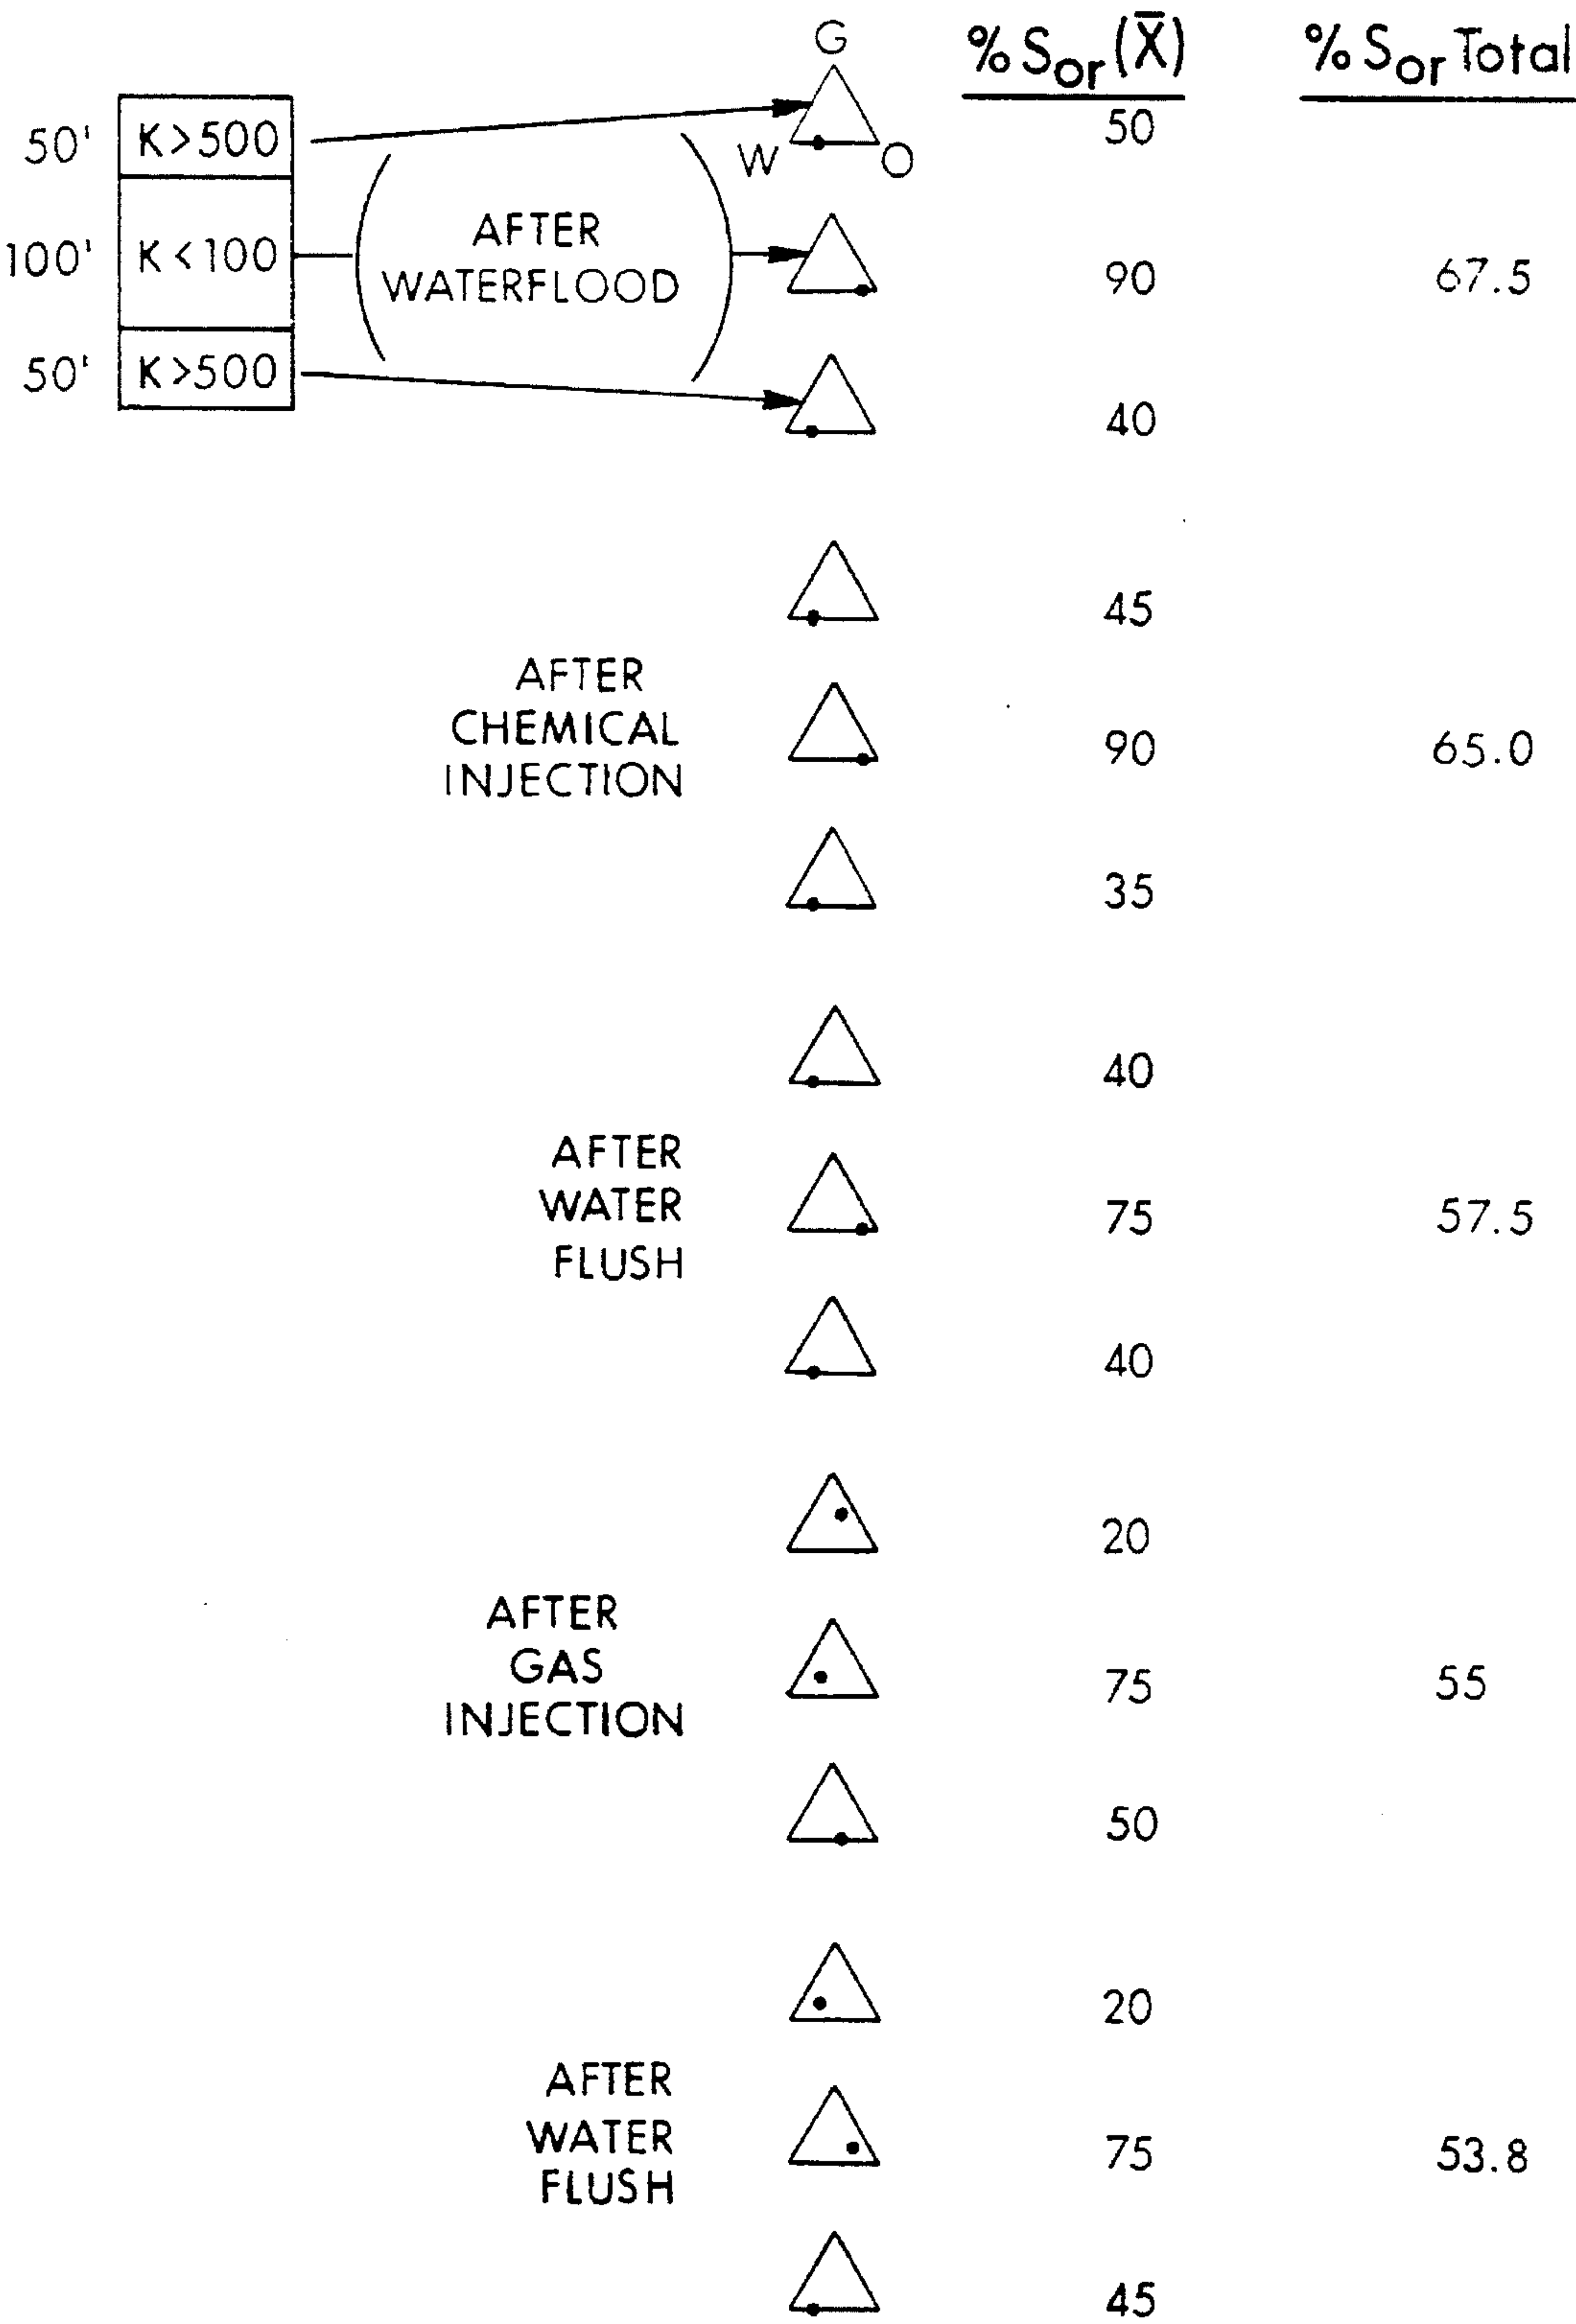 G
% Sor (X̄)   % Sor Total
50'   K>500   W   O   50
100'   K<100   AFTER WATERFLOOD   90   67.5
50'   K>500   40
45
AFTER
CHEMICAL   90   65.0
INJECTION
35
40
AFTER
WATER   75   57.5
FLUSH
40
20
AFTER
GAS   75   55
INJECTION
50
20
AFTER
WATER   75   53.8
FLUSH
45